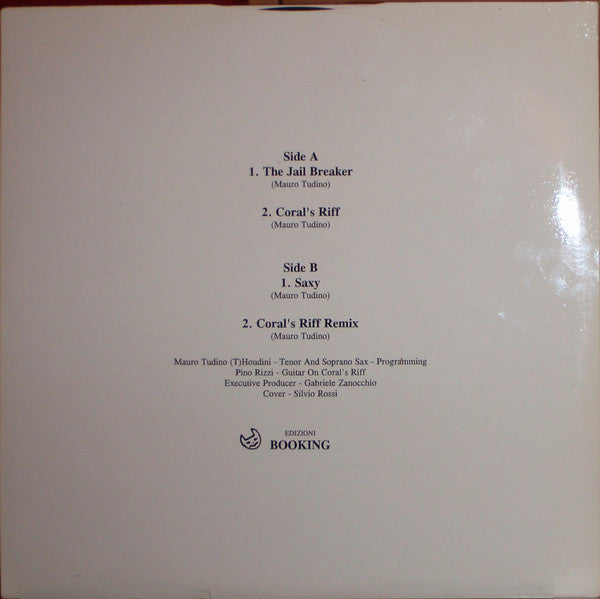 Side A
1. The Jail Breaker
(Mauro Tudino)
2. Coral's Riff
(Mauro Tudino)
Side B
1. Saxy
(Mauro Tudino)
2. Coral's Riff Remix
(Mauro Tudino)
Mauro Tudino (T)Houdini - Tenor And Soprano Sax - Programming
Pino Rizzi - Guitar On Coral's Riff
Executive Producer - Gabriele Zanocchio
Cover - Silvio Rossi
EDIZIONI
BOOKING